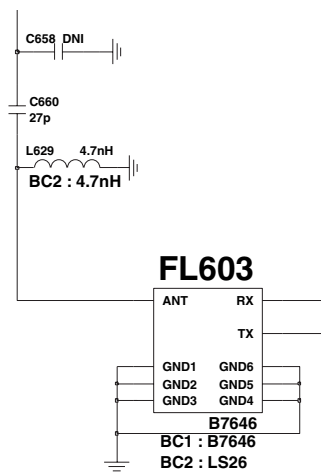 C658 DNI
C660
27p
L629 4.7nH
BC2 : 4.7nH
FL603
ANT RX
TX
GND1 GND6
GND2 GND5
GND3 GND4
B7646
BC1 : B7646
BC2 : LS26